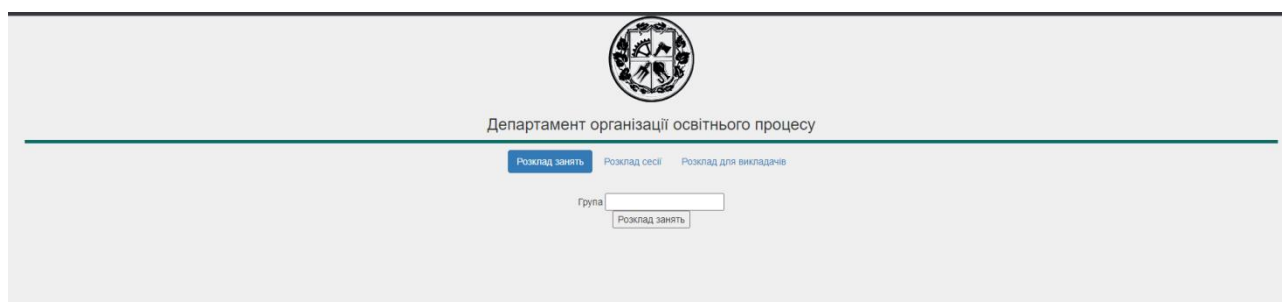 Департамент організації освітнього процесу
Розклад занять Розклад сесії Розклад для викладачів
Група
Розклад занять